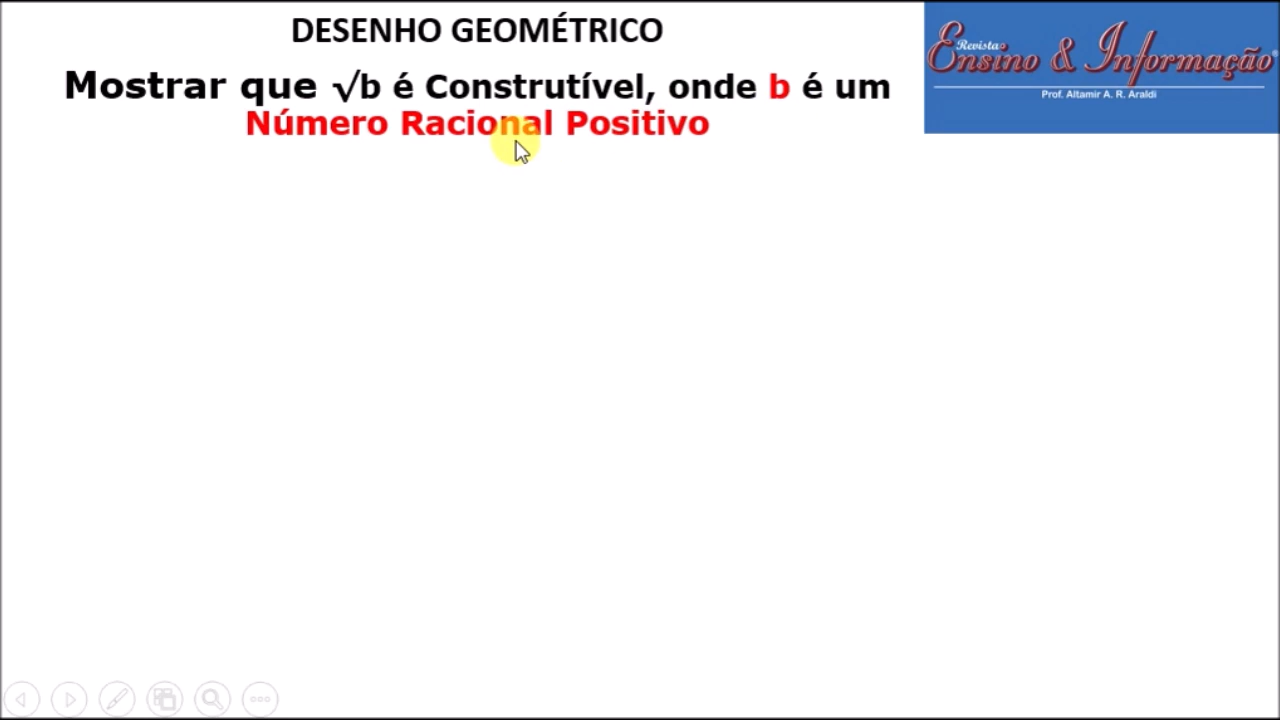 DESENHO GEOMÉTRICO
Mostrar que √b é Construtível, onde b é um
Número Racional Positivo
Revista
Ensino & Informação
Prof. Altamir A. R. Araldi